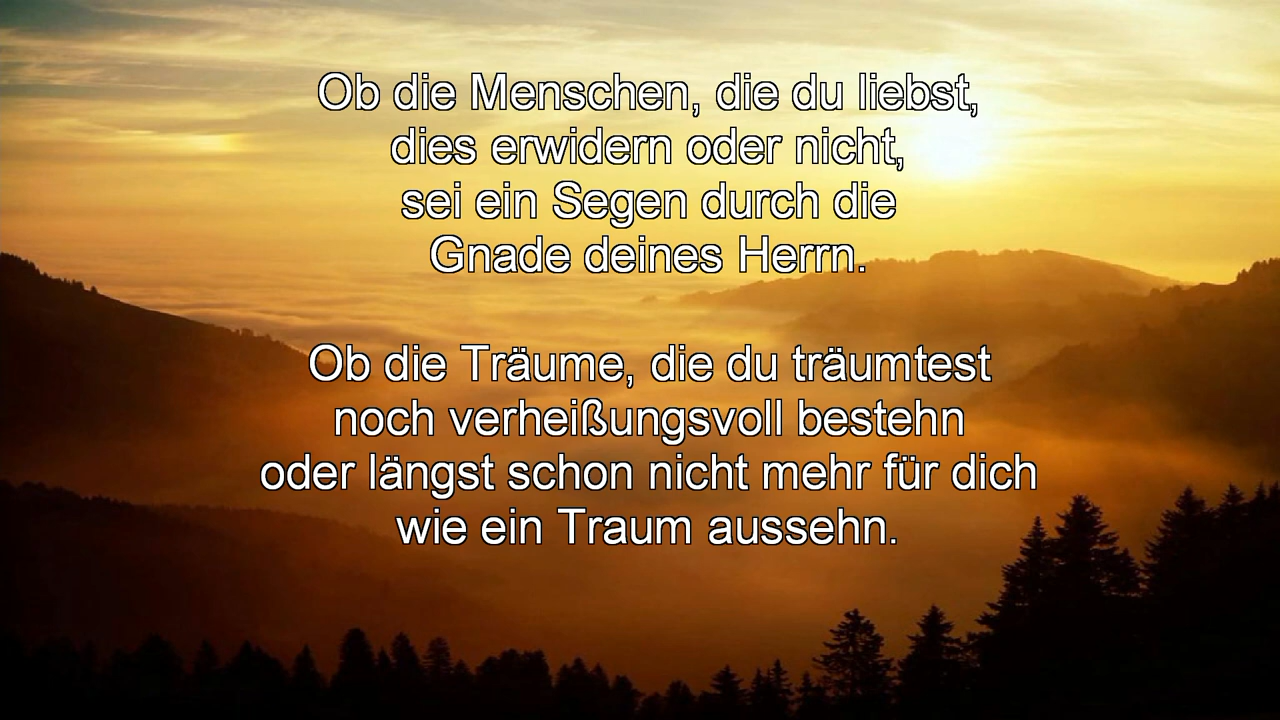 Ob die Menschen, die du liebst,
dies erwidern oder nicht,
sei ein Segen durch die
Gnade deines Herrn.
Ob die Träume, die du träumtest
noch verheißungsvoll bestehn
oder längst schon nicht mehr für dich
wie ein Traum aussehn.